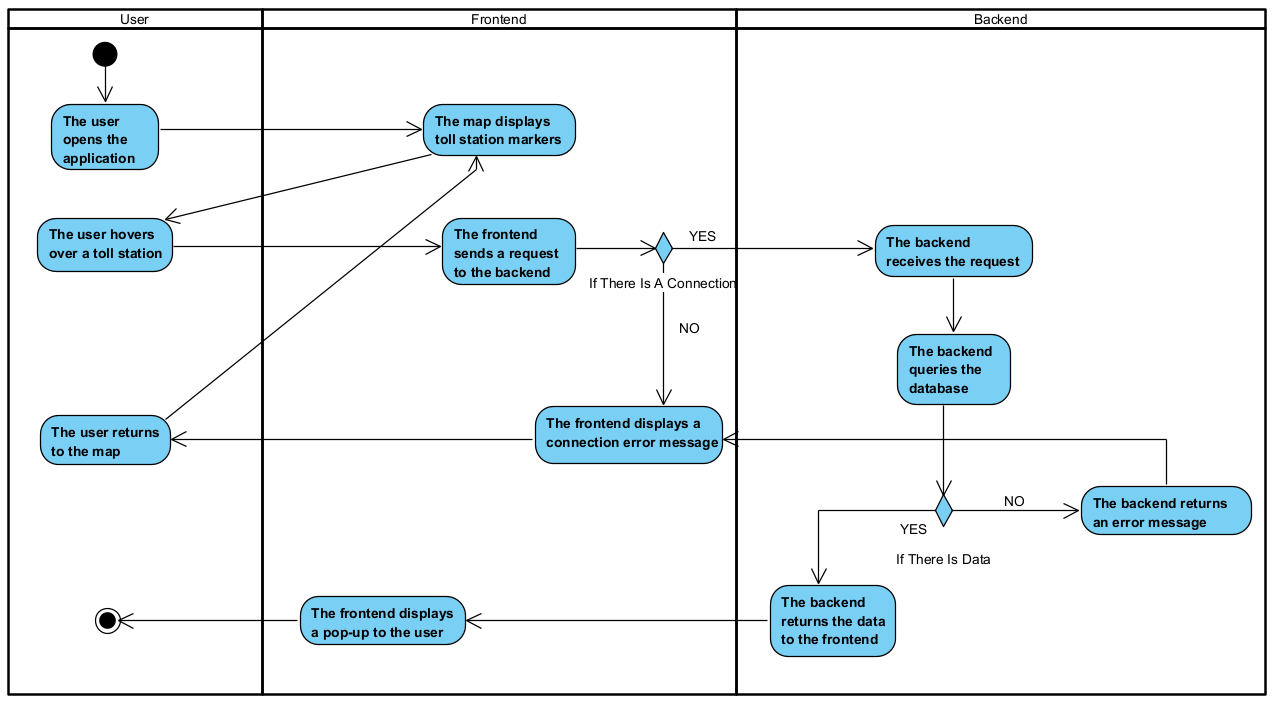 User
Frontend
Backend
The user
opens the
application
The map displays
toll station markers
The user hovers
over a toll station
The frontend
sends a request
to the backend
YES
If There Is A Connection
NO
The backend
receives the request
The backend
queries the
database
The user returns
to the map
The frontend displays a
connection error message
NO
YES
If There Is Data
The backend returns
an error message
The frontend displays
a pop-up to the user
The backend
returns the data
to the frontend